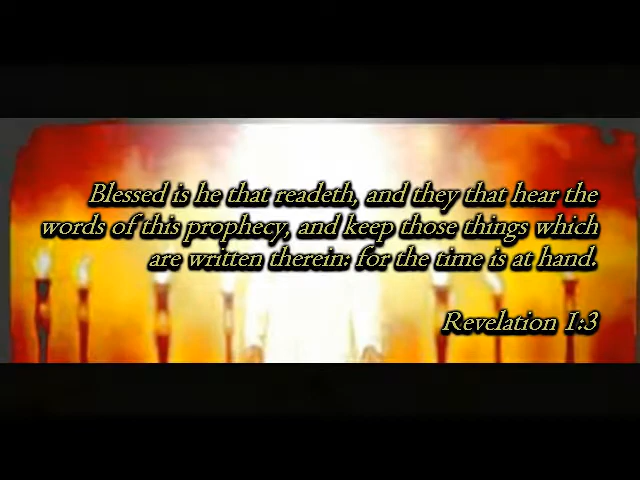 Blessed is he that readeth, and they that hear the
words of this prophecy, and keep those things which
are written therein: for the time is at hand.
Revelation 1:3